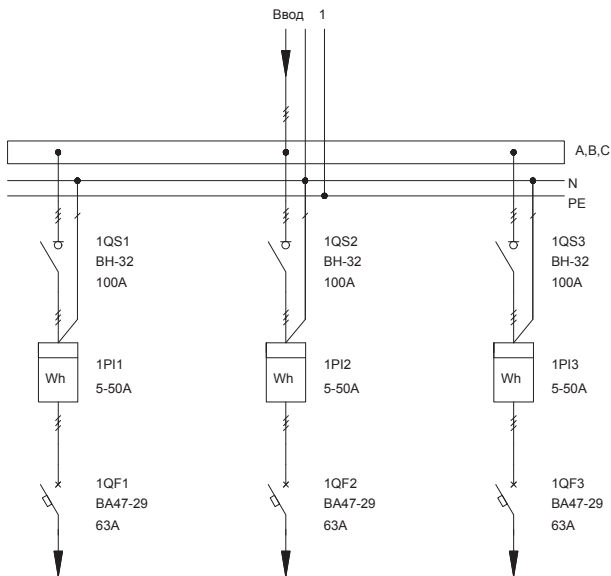 Ввод 1
A,B,C
N
PE
1QS1
ВН-32
100А
1QS2
ВН-32
100А
1QS3
ВН-32
100А
Wh
1PI1
5-50А
Wh
1PI2
5-50А
Wh
1PI3
5-50А
1QF1
ВА47-29
63А
1QF2
ВА47-29
63А
1QF3
ВА47-29
63А